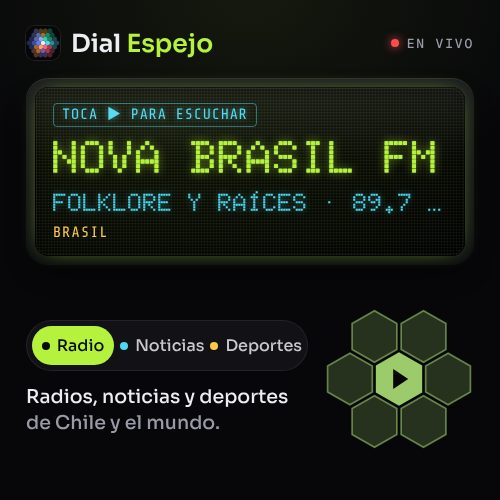 Dial Espejo
EN VIVO
TOCA ▶ PARA ESCUCHAR
NOVA BRASIL FM
FOLKLORE Y RAÍCES · 89,7 …
BRASIL
Radio
Noticias
Deportes
Radios, noticias y deportes
de Chile y el mundo.